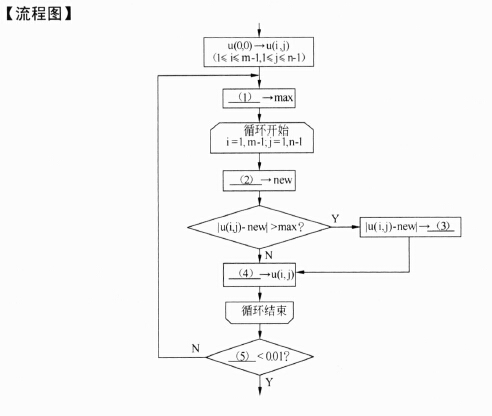 【流程图】
u(0,0)→u(i,j)
(1≤i≤m-1,1≤j≤n-1)
(1)→max
循环开始
i=1,m-1;j=1,n-1
(2)→new
|u(i,j)-new|>max?
Y
|u(i,j)-new|→(3)
N
(4)→u(i,j)
循环结束
N
(5)<0.01?
Y